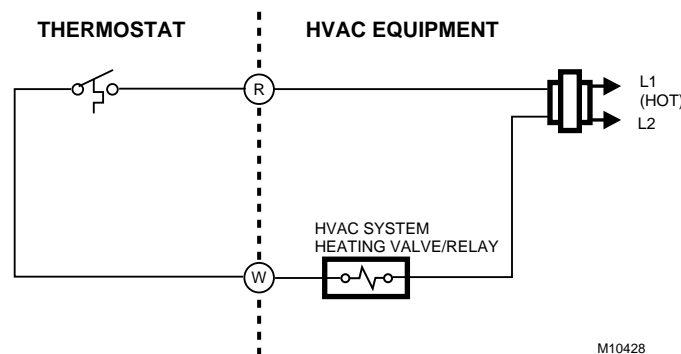 THERMOSTAT
HVAC EQUIPMENT
R
L1
(HOT)
L2
HVAC SYSTEM
HEATING VALVE/RELAY
W
M10428